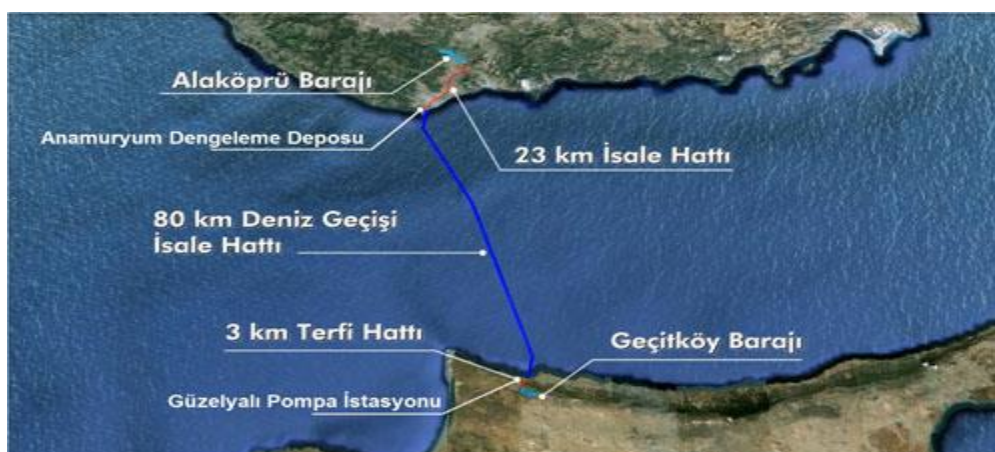 Alaköprü Barajı
Anamuryum Dengeleme Deposu
23 km İsale Hattı
80 km Deniz Geçişi
İsale Hattı
3 km Terfi Hattı
Geçitköy Barajı
Güzelyalı Pompa İstasyonu